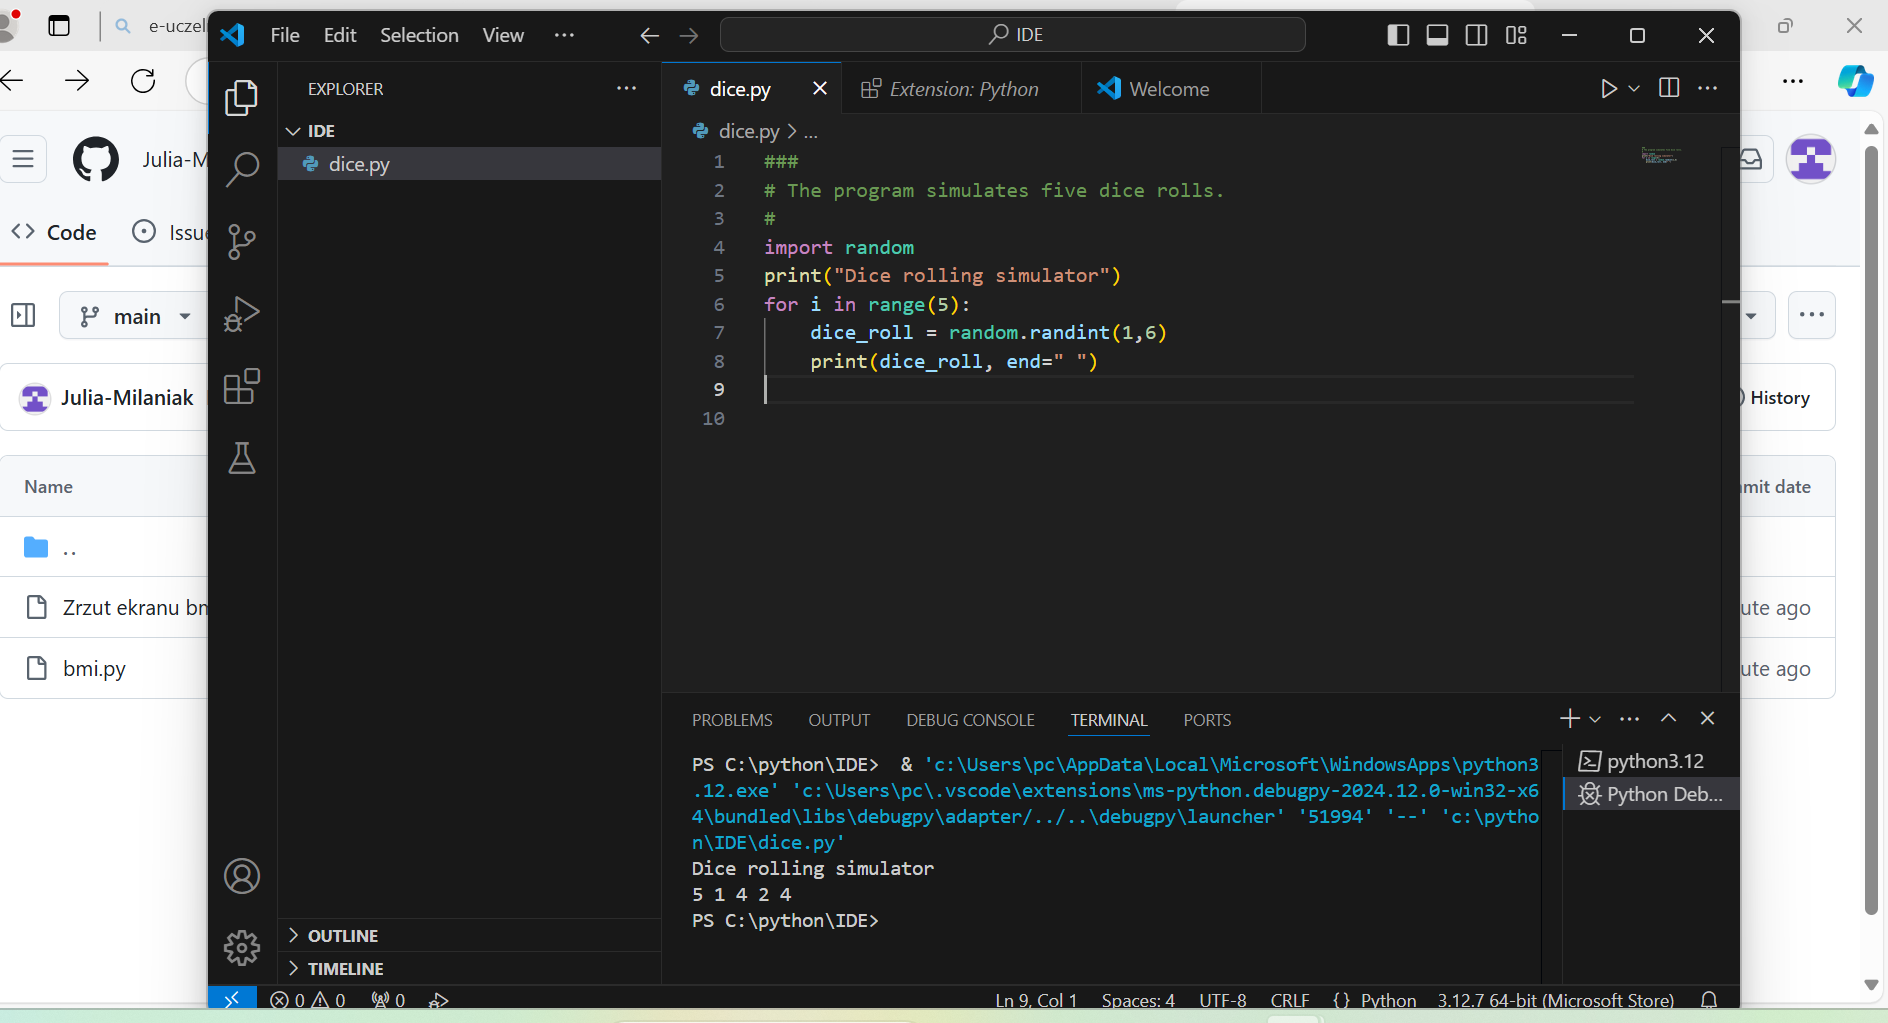 e-uczel
File Edit Selection View
IDE
EXPLORER
dice.py
Extension: Python
Welcome
IDE
dice.py
dice.py > ...
Julia-M
Code
Issue
main
Julia-Milaniak
History
Name
mmit date
..
Zrzut ekranu bm
ute ago
bmi.py
ute ago
1 ###
2 # The program simulates five dice rolls.
3 #
4 import random
5 print("Dice rolling simulator")
6 for i in range(5):
7 dice_roll = random.randint(1,6)
8 print(dice_roll, end=" ")
9
10
PROBLEMS OUTPUT DEBUG CONSOLE TERMINAL PORTS
PS C:\python\IDE>  & 'c:\Users\pc\AppData\Local\Microsoft\WindowsApps\python3
.12.exe' 'c:\Users\pc\.vscode\extensions\ms-python.debugpy-2024.12.0-win32-x6
4\bundled\libs\debugpy\adapter/../..\debugpy\launcher' '51994' '--' 'c:\pytho
n\IDE\dice.py'
Dice rolling simulator
5 1 4 2 4
PS C:\python\IDE>
python3.12
Python Deb...
OUTLINE
TIMELINE
0 0 0
Ln 9, Col 1 Spaces: 4 UTF-8 CRLF {} Python 3.12.7 64-bit (Microsoft Store)